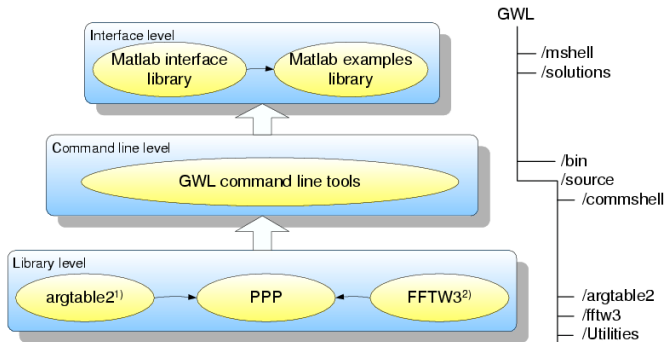 GWL
Interface level
Matlab interface
library
Matlab examples
library
/mshell
/solutions
Command line level
GWL command line tools
/bin
/source
/commshell
Library level
argtable2¹⁾
PPP
FFTW3²⁾
/argtable2
/fftw3
/Utilities